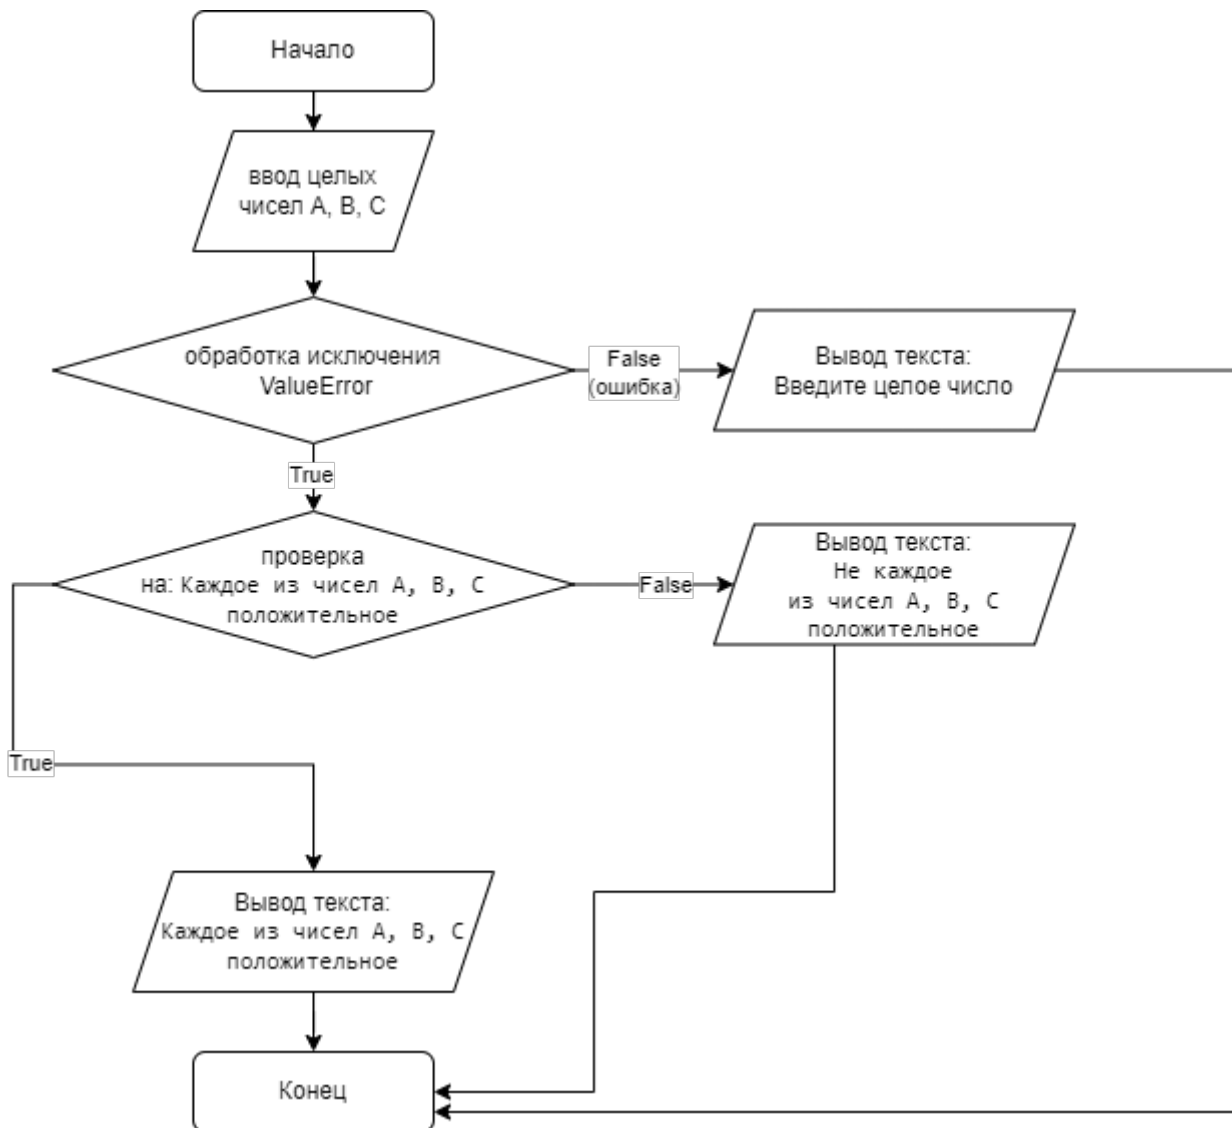 Начало
ввод целых
чисел А, В, С
обработка исключения
ValueError
False
(ошибка)
Вывод текста:
Введите целое число
True
проверка
на: Каждое из чисел A, B, C
положительное
False
Вывод текста:
Не каждое
из чисел A, B, C
положительное
True
Вывод текста:
Каждое из чисел A, B, C
положительное
Конец